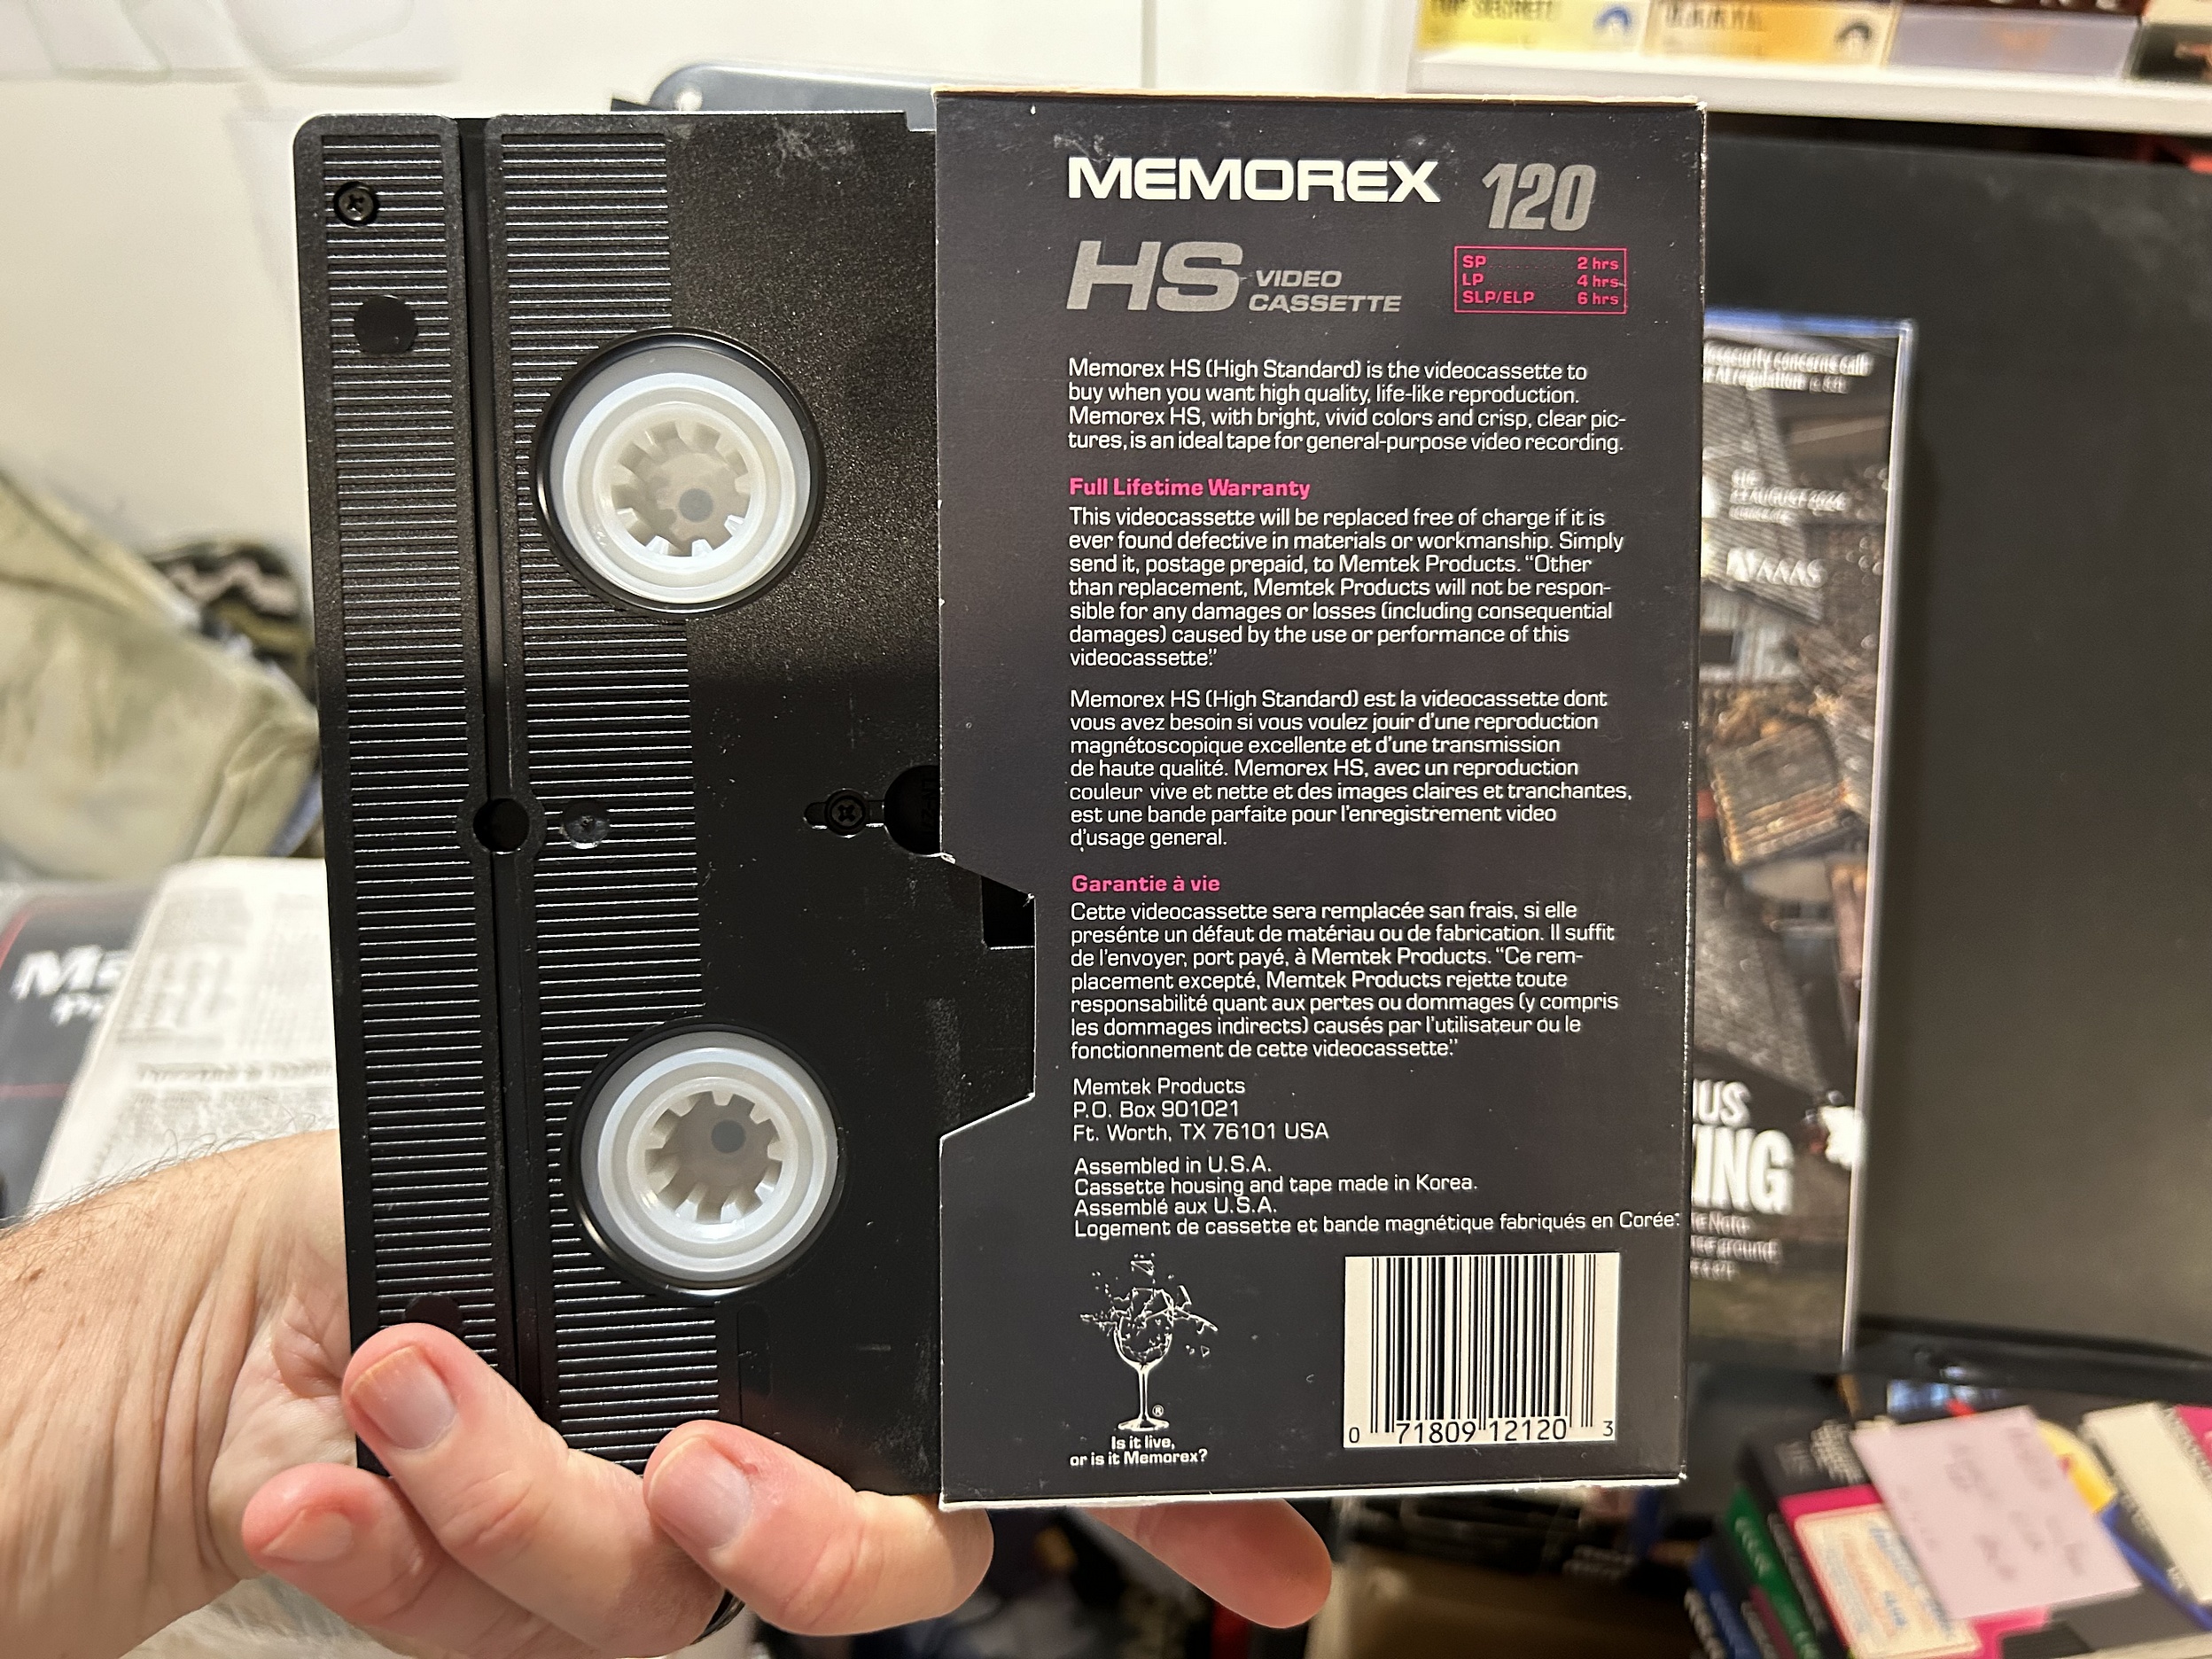 MEMOREX 120
HS VIDEO
CASSETTE
SP 2 hrs
LP 4 hrs
SLP/ELP 6 hrs
Memorex HS (High Standard) is the videocassette to
buy when you want high quality, life-like reproduction.
Memorex HS, with bright, vivid colors and crisp, clear pic-
tures, is an ideal tape for general-purpose video recording.
Full Lifetime Warranty
This videocassette will be replaced free of charge if it is
ever found defective in materials or workmanship. Simply
send it, postage prepaid, to Memtek Products. “Other
than replacement, Memtek Products will not be respon-
sible for any damages or losses (including consequential
damages) caused by the use or performance of this
videocassette.”
Memorex HS (High Standard) est la videocassette dont
vous avez besoin si vous voulez jouir d'une reproduction
magnétoscopique excellente et d'une transmission
de haute qualité. Memorex HS, avec un reproduction
couleur vive et nette et des images claires et tranchantes,
est une bande parfaite pour l'enregistrement video
d'usage general.
Garantie à vie
Cette videocassette sera remplacée san frais, si elle
presénte un défaut de matériau ou de fabrication. Il suffit
de l'envoyer, port payé, à Memtek Products. “Ce rem-
placement excepté, Memtek Products rejette toute
responsabilité quant aux pertes ou dommages (y compris
les dommages indirects) causés par l'utilisateur ou le
fonctionnement de cette videocassette.”
Memtek Products
P.O. Box 901021
Ft. Worth, TX 76101 USA
Assembled in U.S.A.
Cassette housing and tape made in Korea.
Assemblé aux U.S.A.
Logement de cassette et bande magnétique fabriqués en Corée.
®
Is it live,
or is it Memorex?
0 71809 12120 3
TOP SECRET!
security concerns call
AI regulation
AUGUST 2024
AAAS
US
ING
ground